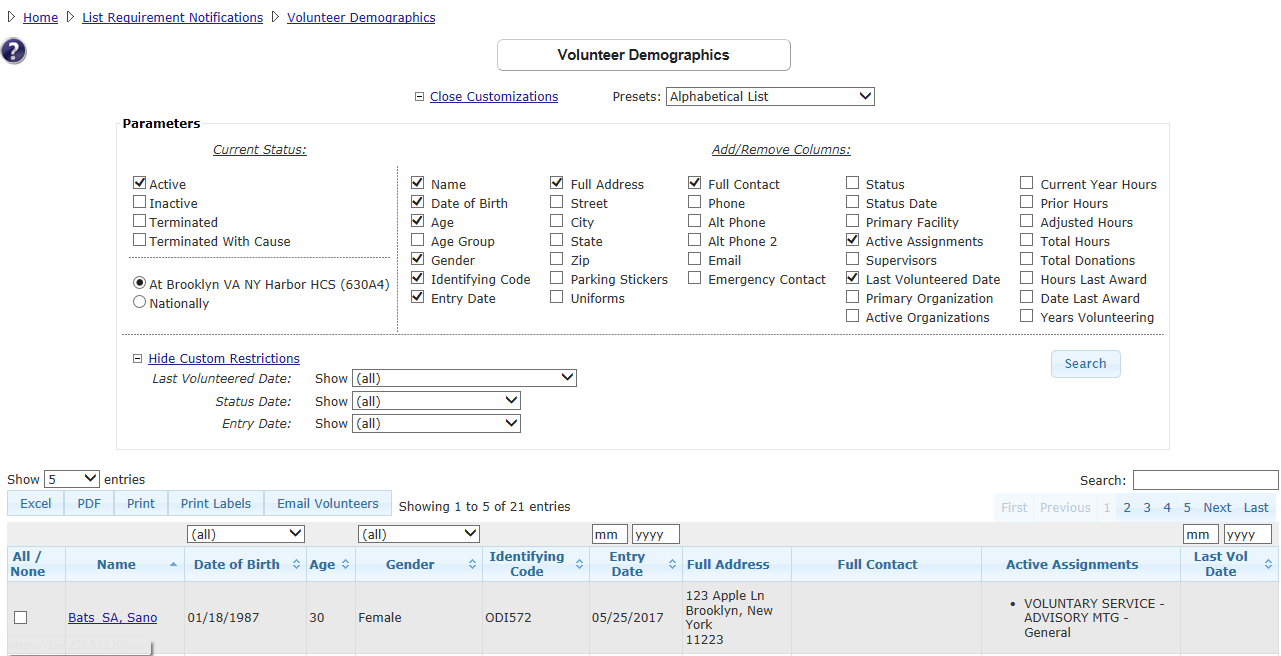 Home List Requirement Notifications Volunteer Demographics
?
Volunteer Demographics
Close Customizations Presets: Alphabetical List
Parameters
Current Status: Add/Remove Columns:
Active Name Full Address Full Contact Status Current Year Hours
Inactive Date of Birth Street Phone Status Date Prior Hours
Terminated Age City Alt Phone Primary Facility Adjusted Hours
Terminated With Cause Age Group State Alt Phone 2 Active Assignments Total Hours
Gender Zip Email Supervisors Total Donations
At Brooklyn VA NY Harbor HCS (630A4) Identifying Code Parking Stickers Emergency Contact Last Volunteered Date Hours Last Award
Nationally Entry Date Uniforms Primary Organization Date Last Award
Active Organizations Years Volunteering
Hide Custom Restrictions Search
Last Volunteered Date: Show (all)
Status Date: Show (all)
Entry Date: Show (all)
Show 5 entries Search:
Excel PDF Print Print Labels Email Volunteers Showing 1 to 5 of 21 entries First Previous 1 2 3 4 5 Next Last
(all) (all) mm yyyy mm yyyy
All / None Name Date of Birth Age Gender Identifying Code Entry Date Full Address Full Contact Active Assignments Last Vol Date
Bats_SA, Sano 01/18/1987 30 Female ODI572 05/25/2017 123 Apple Ln VOLUNTARY SERVICE -
Brooklyn, New ADVISORY MTG -
York General
11223